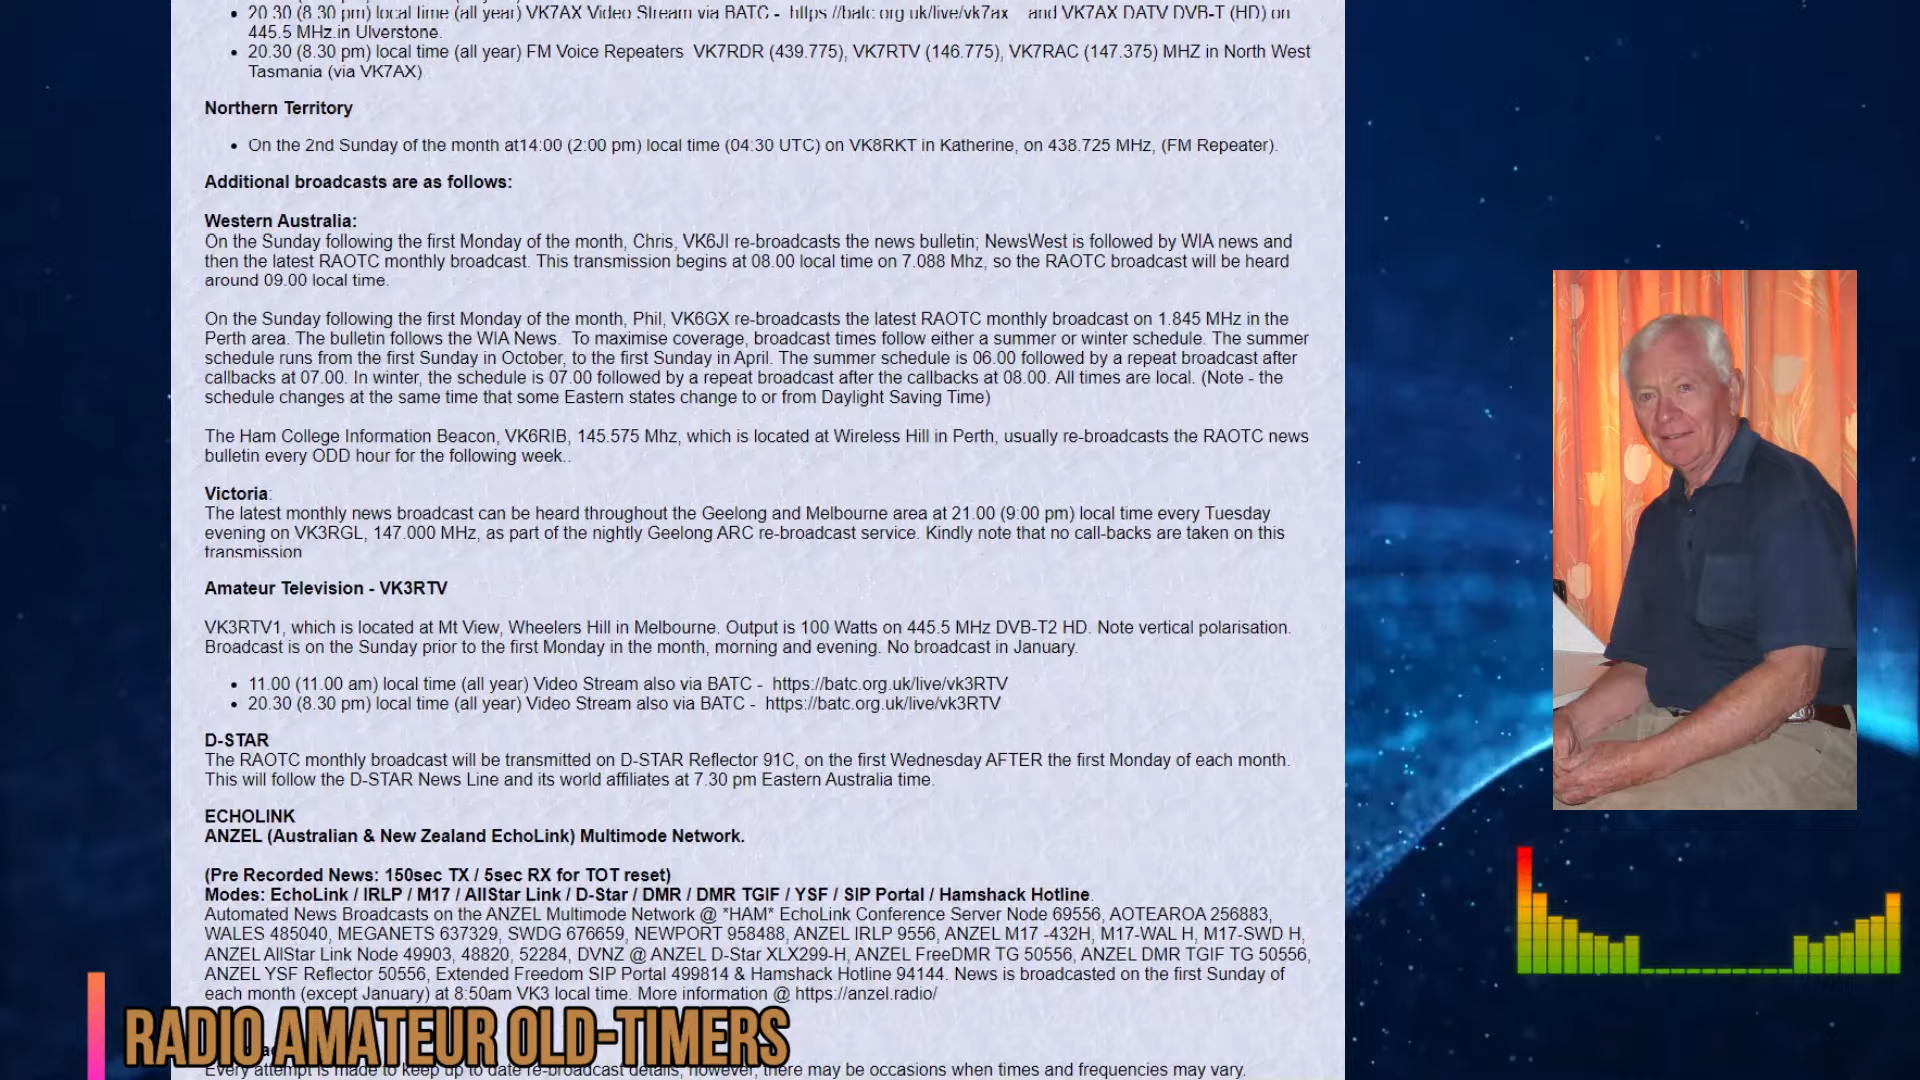 20.30 (8.30 pm) local time (all year) VK7AX Video Stream via BATC - https://batc.org.uk/live/vk7ax and VK7AX DATV DVB-T (HD) on
445.5 MHz.in Ulverstone.
20.30 (8.30 pm) local time (all year) FM Voice Repeaters VK7RDR (439.775), VK7RTV (146.775), VK7RAC (147.375) MHZ in North West
Tasmania (via VK7AX)
Northern Territory
On the 2nd Sunday of the month at14:00 (2:00 pm) local time (04:30 UTC) on VK8RKT in Katherine, on 438.725 MHz, (FM Repeater).
Additional broadcasts are as follows:
Western Australia:
On the Sunday following the first Monday of the month, Chris, VK6JI re-broadcasts the news bulletin; NewsWest is followed by WIA news and
then the latest RAOTC monthly broadcast. This transmission begins at 08.00 local time on 7.088 Mhz, so the RAOTC broadcast will be heard
around 09.00 local time.
On the Sunday following the first Monday of the month, Phil, VK6GX re-broadcasts the latest RAOTC monthly broadcast on 1.845 MHz in the
Perth area. The bulletin follows the WIA News. To maximise coverage, broadcast times follow either a summer or winter schedule. The summer
schedule runs from the first Sunday in October, to the first Sunday in April. The summer schedule is 06.00 followed by a repeat broadcast after
callbacks at 07.00. In winter, the schedule is 07.00 followed by a repeat broadcast after the callbacks at 08.00. All times are local. (Note - the
schedule changes at the same time that some Eastern states change to or from Daylight Saving Time)
The Ham College Information Beacon, VK6RIB, 145.575 Mhz, which is located at Wireless Hill in Perth, usually re-broadcasts the RAOTC news
bulletin every ODD hour for the following week..
Victoria:
The latest monthly news broadcast can be heard throughout the Geelong and Melbourne area at 21.00 (9:00 pm) local time every Tuesday
evening on VK3RGL, 147.000 MHz, as part of the nightly Geelong ARC re-broadcast service. Kindly note that no call-backs are taken on this
transmission
Amateur Television - VK3RTV
VK3RTV1, which is located at Mt View, Wheelers Hill in Melbourne. Output is 100 Watts on 445.5 MHz DVB-T2 HD. Note vertical polarisation.
Broadcast is on the Sunday prior to the first Monday in the month, morning and evening. No broadcast in January.
11.00 (11.00 am) local time (all year) Video Stream also via BATC - https://batc.org.uk/live/vk3RTV
20.30 (8.30 pm) local time (all year) Video Stream also via BATC - https://batc.org.uk/live/vk3RTV
D-STAR
The RAOTC monthly broadcast will be transmitted on D-STAR Reflector 91C, on the first Wednesday AFTER the first Monday of each month.
This will follow the D-STAR News Line and its world affiliates at 7.30 pm Eastern Australia time.
ECHOLINK
ANZEL (Australian & New Zealand EchoLink) Multimode Network.
(Pre Recorded News: 150sec TX / 5sec RX for TOT reset)
Modes: EchoLink / IRLP / M17 / AllStar Link / D-Star / DMR / DMR TGIF / YSF / SIP Portal / Hamshack Hotline.
Automated News Broadcasts on the ANZEL Multimode Network @ *HAM* EchoLink Conference Server Node 69556, AOTEAROA 256883,
WALES 485040, MEGANETS 637329, SWDG 676659, NEWPORT 958488, ANZEL IRLP 9556, ANZEL M17 -432H, M17-WAL H, M17-SWD H,
ANZEL AllStar Link Node 49903, 48820, 52284, DVNZ @ ANZEL D-Star XLX299-H, ANZEL FreeDMR TG 50556, ANZEL DMR TGIF TG 50556,
ANZEL YSF Reflector 50556, Extended Freedom SIP Portal 499814 & Hamshack Hotline 94144. News is broadcasted on the first Sunday of
each month (except January) at 8:50am VK3 local time. More information @ https://anzel.radio/
RADIO AMATEUR OLD-TIMERS
Every attempt is made to keep up to date re-broadcast details, however, there may be occasions when times and frequencies may vary.